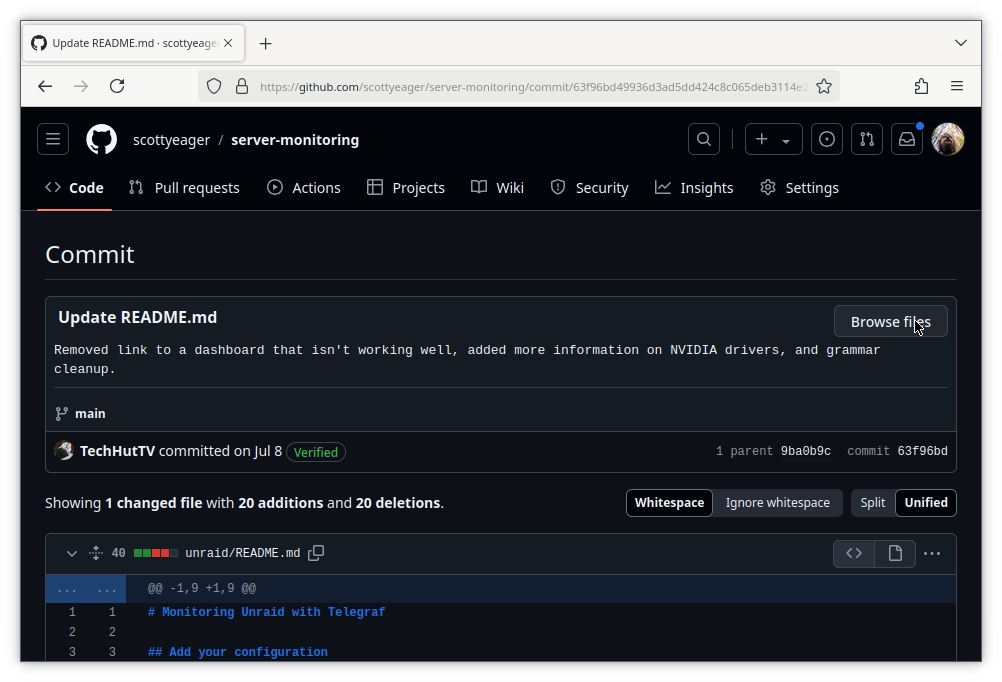 Update README.md · scottyeager
https://github.com/scottyeager/server-monitoring/commit/63f96bd49936d3ad5dd424c8c065deb3114e2
scottyeager / server-monitoring
Code Pull requests Actions Projects Wiki Security Insights Settings
Commit
Update README.md
Browse files
Removed link to a dashboard that isn't working well, added more information on NVIDIA drivers, and grammar
cleanup.
main
TechHutTV committed on Jul 8 Verified 1 parent 9ba0b9c commit 63f96bd
Showing 1 changed file with 20 additions and 20 deletions. Whitespace Ignore whitespace Split Unified
40 unraid/README.md
... ... @@ -1,9 +1,9 @@
1 1 # Monitoring Unraid with Telegraf
2 2
3 3 ## Add your configuration